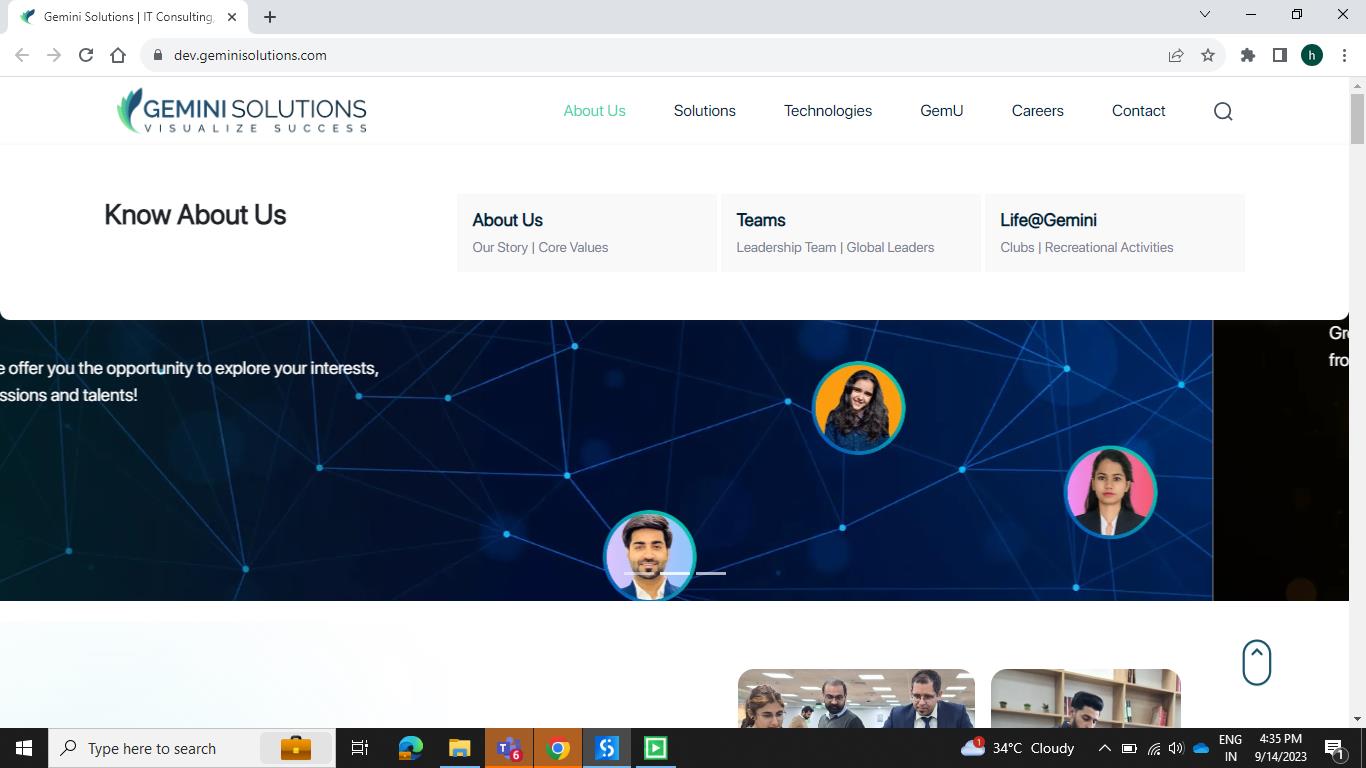 Gemini Solutions | IT Consulting,
dev.geminisolutions.com
h
GEMINI SOLUTIONS
VISUALIZE SUCCESS
About Us
Solutions
Technologies
GemU
Careers
Contact
Know About Us
About Us
Our Story | Core Values
Teams
Leadership Team | Global Leaders
Life@Gemini
Clubs | Recreational Activities
e offer you the opportunity to explore your interests,
ssions and talents!
Gr
fro
Type here to search
6
1
34°C Cloudy
ENG
IN
4:35 PM
9/14/2023
1